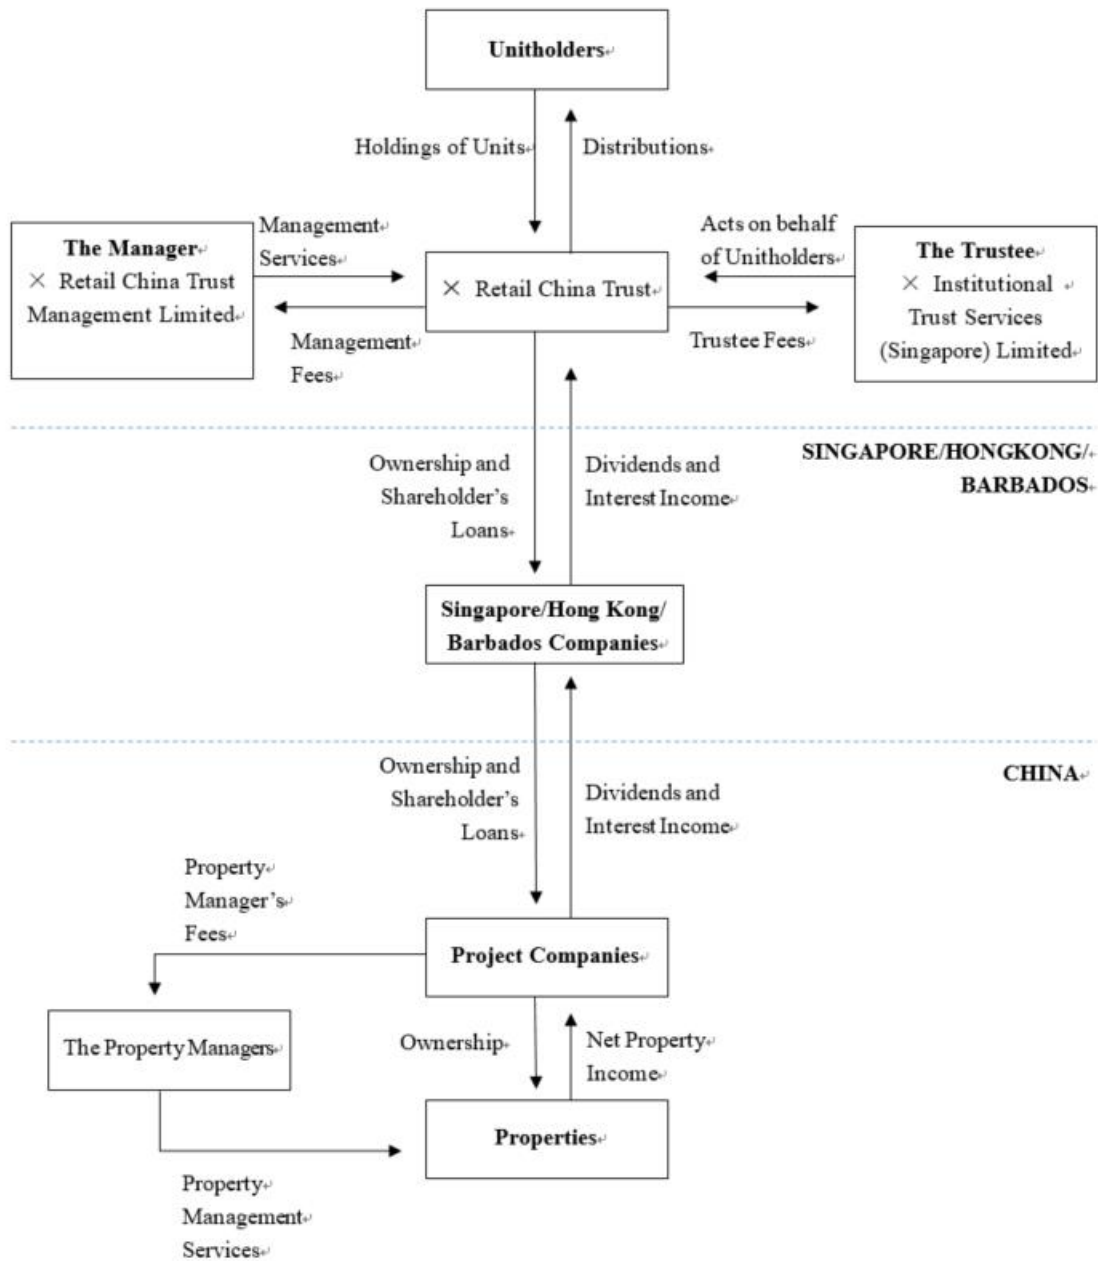 Unitholders
Holdings of Units
Distributions
The Manager
× Retail China Trust
Management Limited
Management
Services
Management
Fees
× Retail China Trust
Acts on behalf
of Unitholders
Trustee Fees
The Trustee
× Institutional
Trust Services
(Singapore) Limited
SINGAPORE/HONGKONG/
BARBADOS
Ownership and
Shareholder's
Loans
Dividends and
Interest Income
Singapore/Hong Kong/
Barbados Companies
CHINA
Ownership and
Shareholder's
Loans
Dividends and
Interest Income
Property
Manager's
Fees
Project Companies
The Property Managers
Ownership
Net Property
Income
Properties
Property
Management
Services